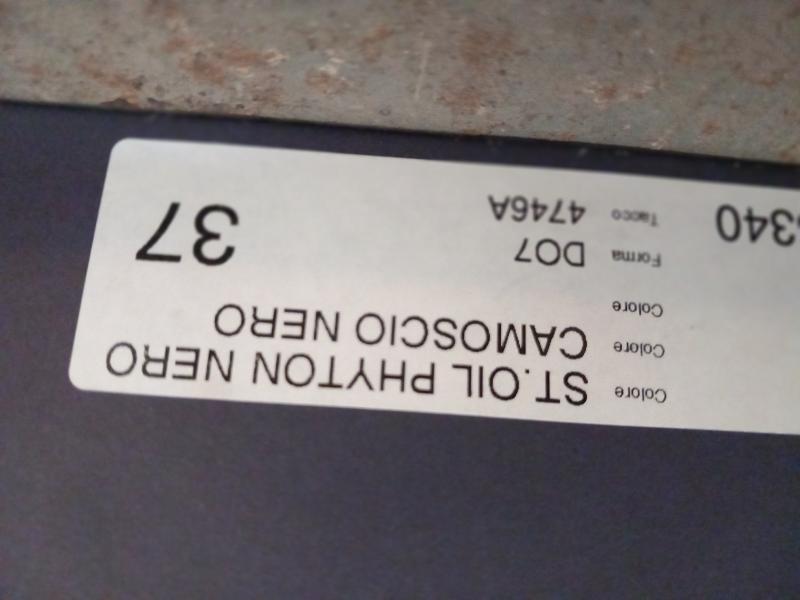 Colore ST.OIL PHYTON NERO
Colore CAMOSCIO NERO
Colore
Forma DO7 37
340 Tacco 4746A